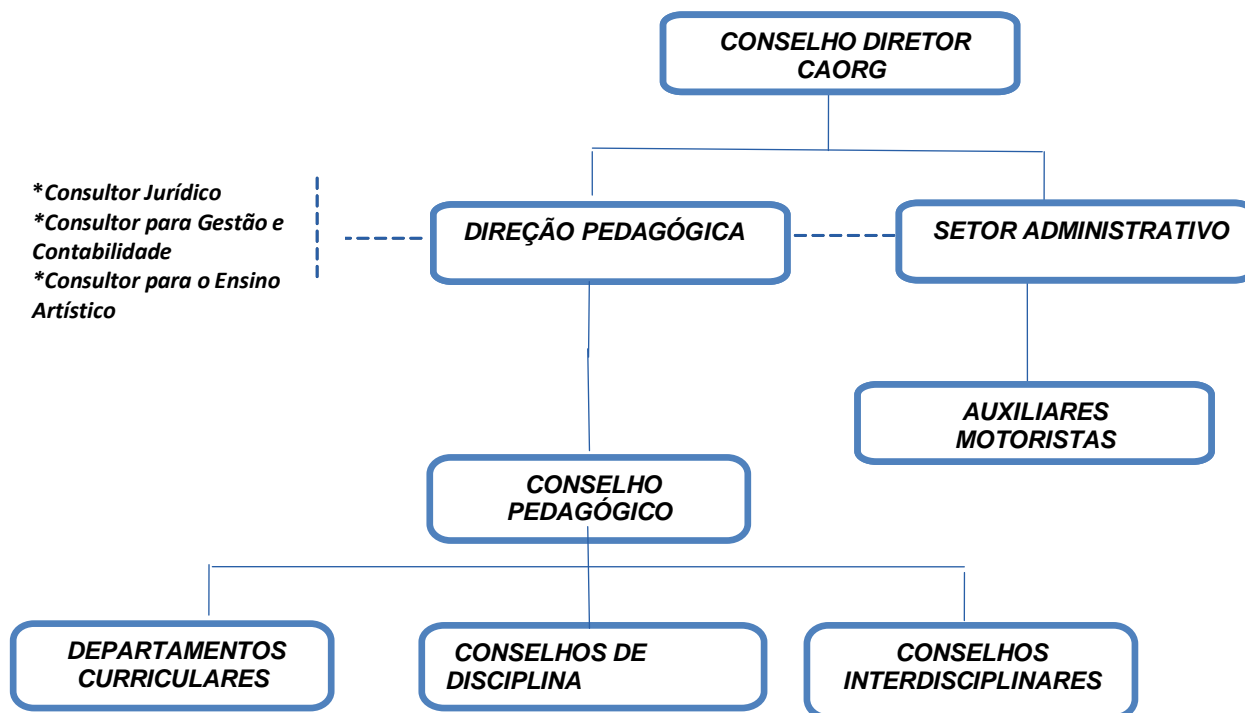 CONSELHO DIRETOR
CAORG
*Consultor Jurídico
*Consultor para Gestão e
Contabilidade
*Consultor para o Ensino
Artístico
DIREÇÃO PEDAGÓGICA
SETOR ADMINISTRATIVO
AUXILIARES
MOTORISTAS
CONSELHO
PEDAGÓGICO
DEPARTAMENTOS
CURRICULARES
CONSELHOS DE
DISCIPLINA
CONSELHOS
INTERDISCIPLINARES